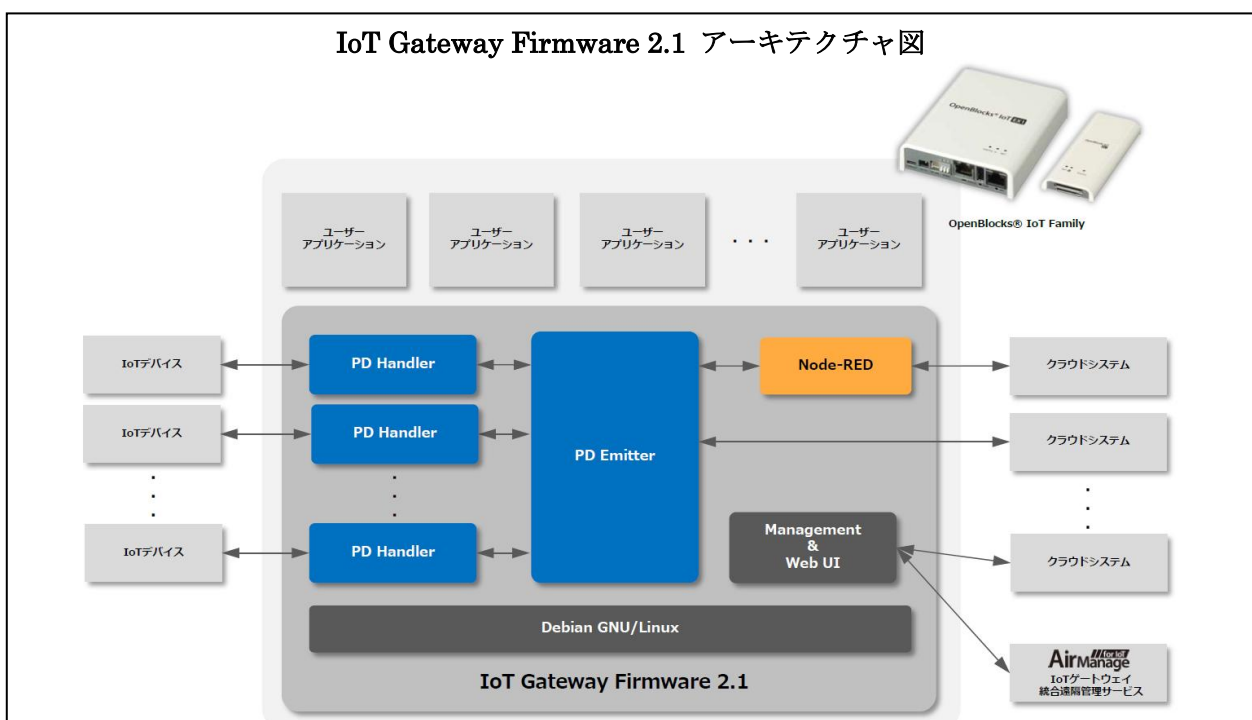 IoT Gateway Firmware 2.1 アーキテクチャ図
OpenBlocks® IoT EX1
OpenBlocks® IoT Family
ユーザー
アプリケーション
ユーザー
アプリケーション
ユーザー
アプリケーション
・・・
ユーザー
アプリケーション
IoTデバイス
PD Handler
Node-RED
クラウドシステム
IoTデバイス
PD Handler
PD Emitter
クラウドシステム
IoTデバイス
PD Handler
Management
&
Web UI
クラウドシステム
Debian GNU/Linux
IoT Gateway Firmware 2.1
AirManage for IoT
IoTゲートウェイ
統合遠隔管理サービス